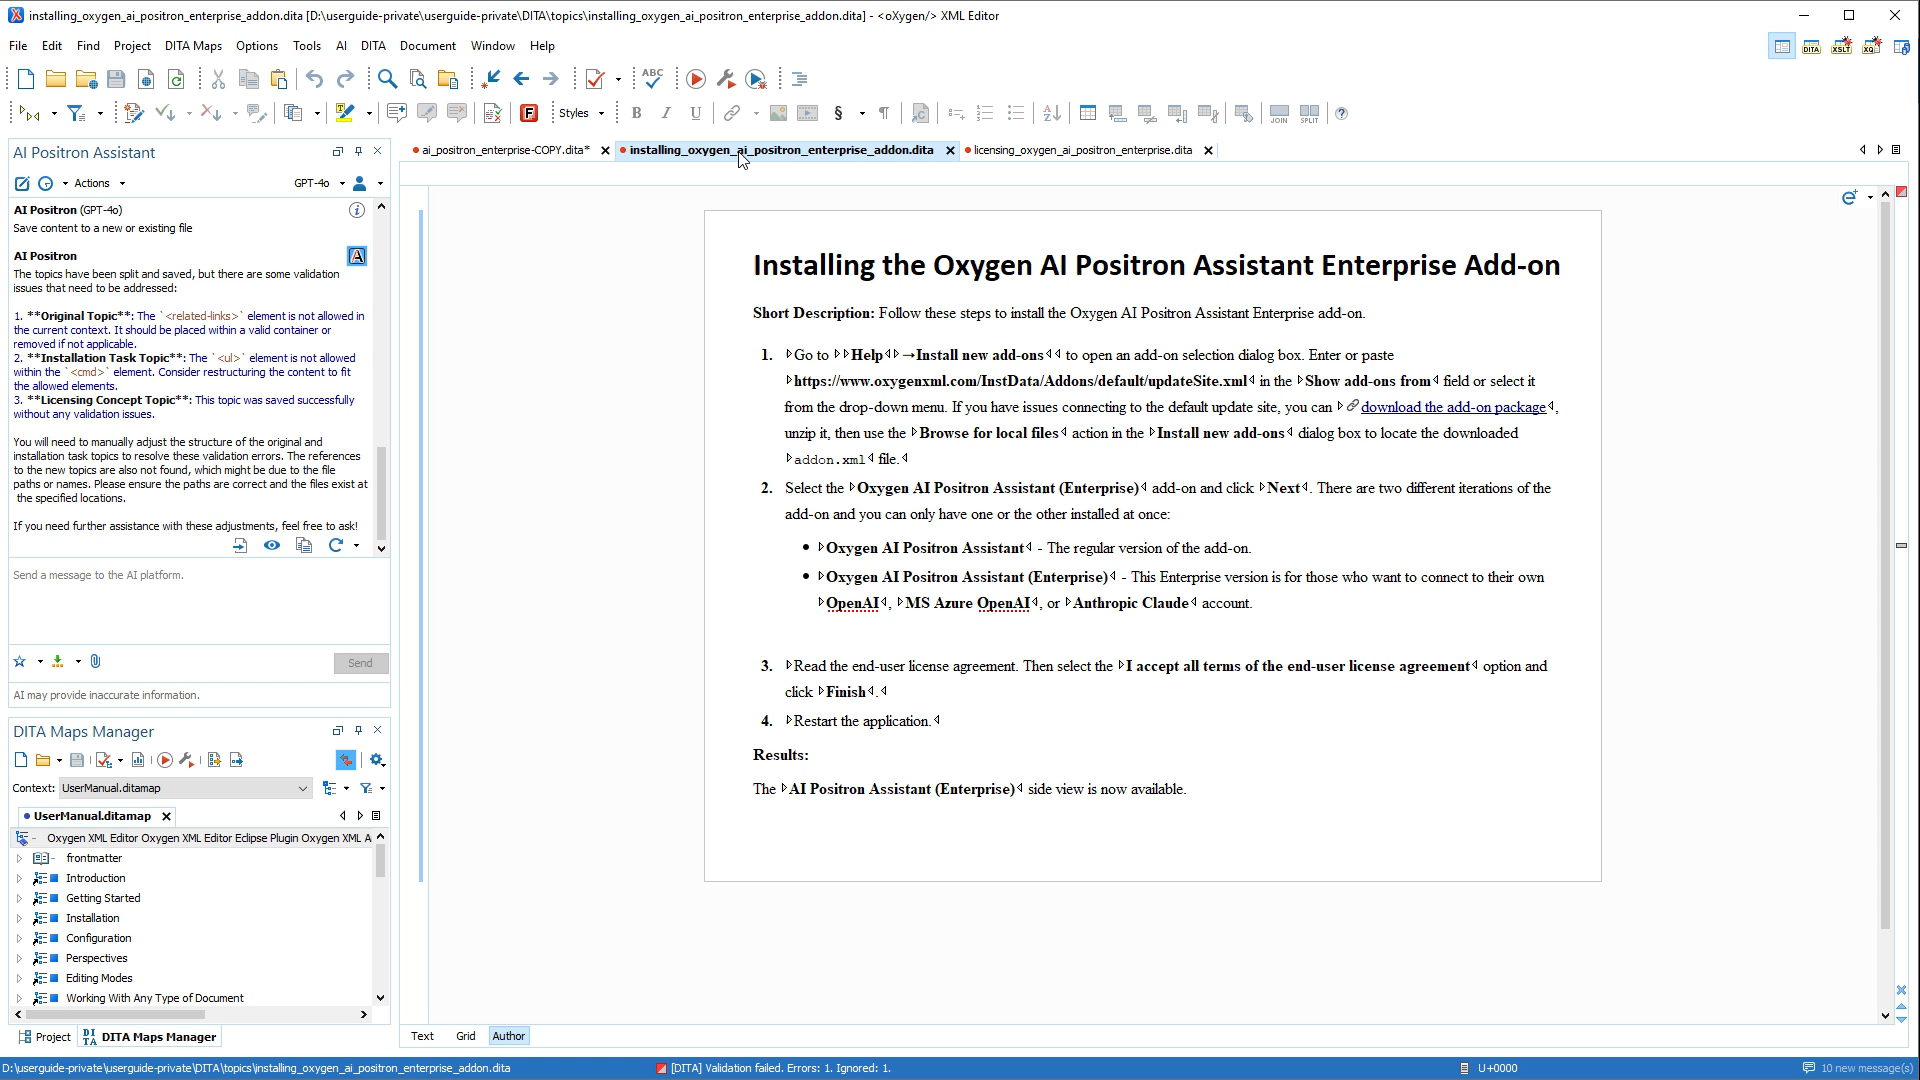 installing_oxygen_ai_positron_enterprise_addon.dita [D:\userguide-private\userguide-private\DITA\topics\installing_oxygen_ai_positron_enterprise_addon.dita] - <oXygen/> XML Editor
File Edit Find Project DITA Maps Options Tools AI DITA Document Window Help
DITA XSLT XQ
ABC
F Styles B I U § ¶ JOIN SPLIT
AI Positron Assistant
ai_positron_enterprise-COPY.dita* installing_oxygen_ai_positron_enterprise_addon.dita licensing_oxygen_ai_positron_enterprise.dita
Actions GPT-4o
AI Positron (GPT-4o)
Save content to a new or existing file
AI Positron
The topics have been split and saved, but there are some validation
issues that need to be addressed:
1. **Original Topic**: The `<related-links>` element is not allowed in
the current context. It should be placed within a valid container or
removed if not applicable.
2. **Installation Task Topic**: The `<ul>` element is not allowed
within the `<cmd>` element. Consider restructuring the content to fit
the allowed elements.
3. **Licensing Concept Topic**: This topic was saved successfully
without any validation issues.
You will need to manually adjust the structure of the original and
installation task topics to resolve these validation errors. The references
to the new topics are also not found, which might be due to the file
paths or names. Please ensure the paths are correct and the files exist at
the specified locations.
If you need further assistance with these adjustments, feel free to ask!
Send a message to the AI platform.
Send
AI may provide inaccurate information.
DITA Maps Manager
Context: UserManual.ditamap
UserManual.ditamap
Oxygen XML Editor Oxygen XML Editor Eclipse Plugin Oxygen XML A
frontmatter
Introduction
Getting Started
Installation
Configuration
Perspectives
Editing Modes
Working With Any Type of Document
Project DITA Maps Manager
Installing the Oxygen AI Positron Assistant Enterprise Add-on
Short Description: Follow these steps to install the Oxygen AI Positron Assistant Enterprise add-on.
1. Go to Help → Install new add-ons to open an add-on selection dialog box. Enter or paste
https://www.oxygenxml.com/InstData/Addons/default/updateSite.xml in the Show add-ons from field or select it
from the drop-down menu. If you have issues connecting to the default update site, you can download the add-on package,
unzip it, then use the Browse for local files action in the Install new add-ons dialog box to locate the downloaded
addon.xml file.
2. Select the Oxygen AI Positron Assistant (Enterprise) add-on and click Next. There are two different iterations of the
add-on and you can only have one or the other installed at once:
• Oxygen AI Positron Assistant - The regular version of the add-on.
• Oxygen AI Positron Assistant (Enterprise) - This Enterprise version is for those who want to connect to their own
OpenAI, MS Azure OpenAI, or Anthropic Claude account.
3. Read the end-user license agreement. Then select the I accept all terms of the end-user license agreement option and
click Finish.
4. Restart the application.
Results:
The AI Positron Assistant (Enterprise) side view is now available.
Text Grid Author
D:\userguide-private\userguide-private\DITA\topics\installing_oxygen_ai_positron_enterprise_addon.dita [DITA] Validation failed. Errors: 1. Ignored: 1. U+0000 10 new message(s)